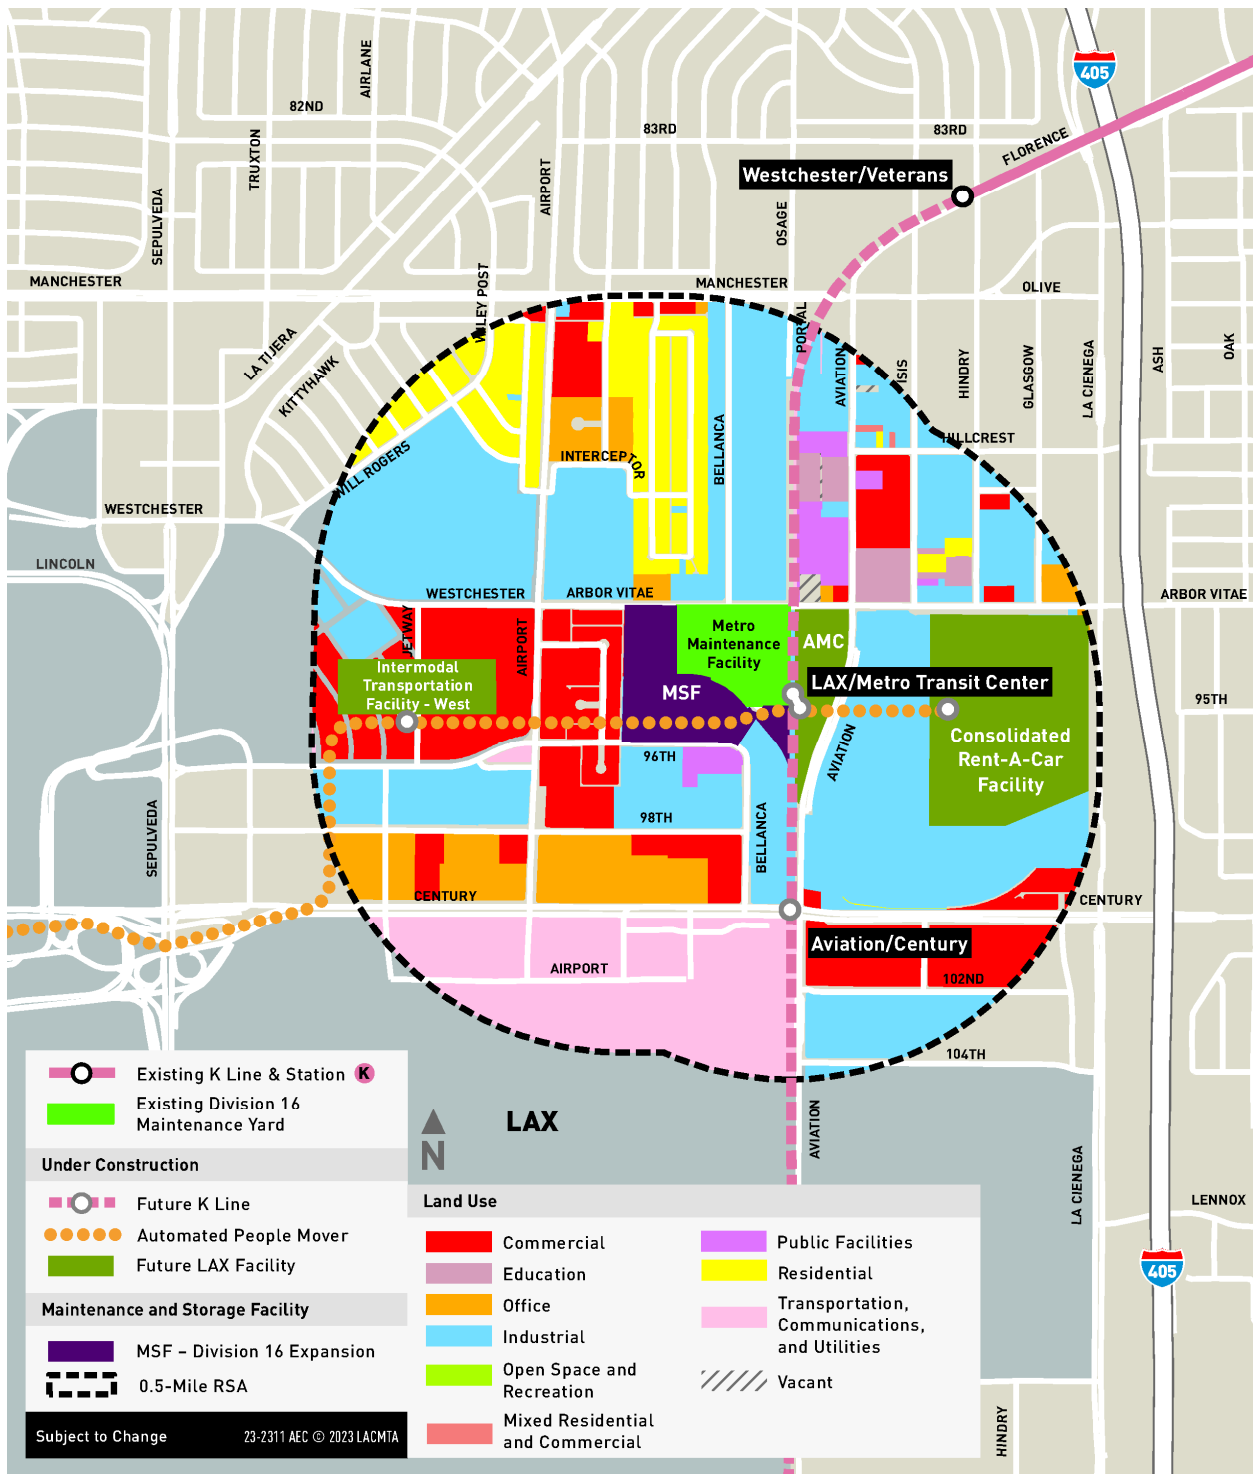 405
AIRLANE
82ND
TRUXTON
83RD
83RD
FLORENCE
SEPULVEDA
AIRPORT
Westchester/Veterans
OSAGE
MANCHESTER
MANCHESTER
OLIVE
WILEY POST
PORTAL
LA TIJERA
KITTYHAWK
AVIATION
ISIS
HINDRY
GLASGOW
LA CIENEGA
ASH
OAK
BELLANCA
HILLCREST
WILL ROGERS
INTERCEPTOR
WESTCHESTER
LINCOLN
WESTCHESTER
ARBOR VITAE
ARBOR VITAE
JETWAY
AIRPORT
Metro
Maintenance
Facility
AMC
Intermodal
Transportation
Facility - West
MSF
LAX/Metro Transit Center
95TH
Consolidated
Rent-A-Car
Facility
AVIATION
96TH
98TH
SEPULVEDA
BELLANCA
CENTURY
CENTURY
Aviation/Century
AIRPORT
102ND
104TH
LAX
N
AVIATION
LA CIENEGA
LENNOX
405
HINDRY
Existing K Line & Station K
Existing Division 16
Maintenance Yard
Under Construction
Future K Line
Automated People Mover
Future LAX Facility
Maintenance and Storage Facility
MSF – Division 16 Expansion
0.5-Mile RSA
Subject to Change
23-2311 AEC © 2023 LACMTA
Land Use
Commercial
Education
Office
Industrial
Open Space and
Recreation
Mixed Residential
and Commercial
Public Facilities
Residential
Transportation,
Communications,
and Utilities
Vacant